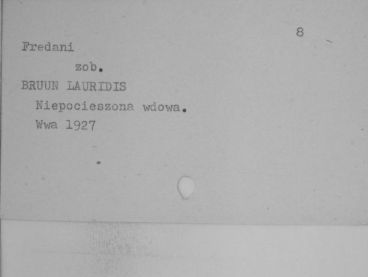 8
Fredani
zob.
BRUUN LAURIDIS
Niepocieszona wdowa.
Wwa 1927